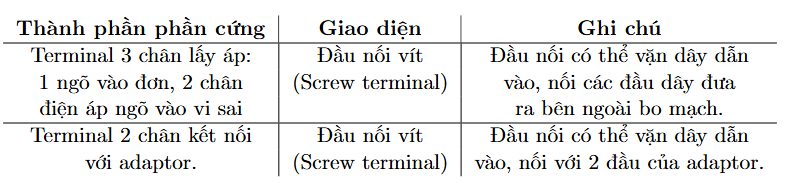 Thành phần phần cứng Giao diện Ghi chú
Terminal 3 chân lấy áp: Đầu nối vít Đầu nối có thể vặn dây dẫn
1 ngõ vào đơn, 2 chân (Screw terminal) vào, nối các đầu dây đưa
điện áp ngõ vào vi sai ra bên ngoài bo mạch.
Terminal 2 chân kết nối Đầu nối vít Đầu nối có thể vặn dây dẫn
với adaptor. (Screw terminal) vào, nối với 2 đầu của adaptor.